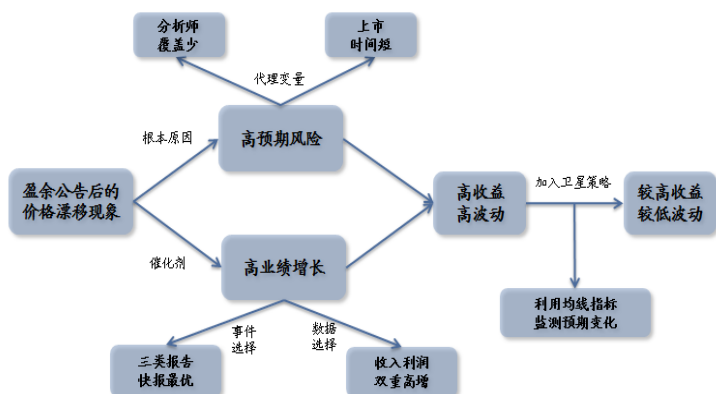 分析师
覆盖少
上市
时间短
代理变量
根本原因
高预期风险
盈余公告后的
价格漂移现象
高收益
高波动
加入卫星策略
较高收益
较低波动
催化剂
高业绩增长
利用均线指标
监测预期变化
事件
选择
数据
选择
三类报告
快报最优
收入利润
双重高增